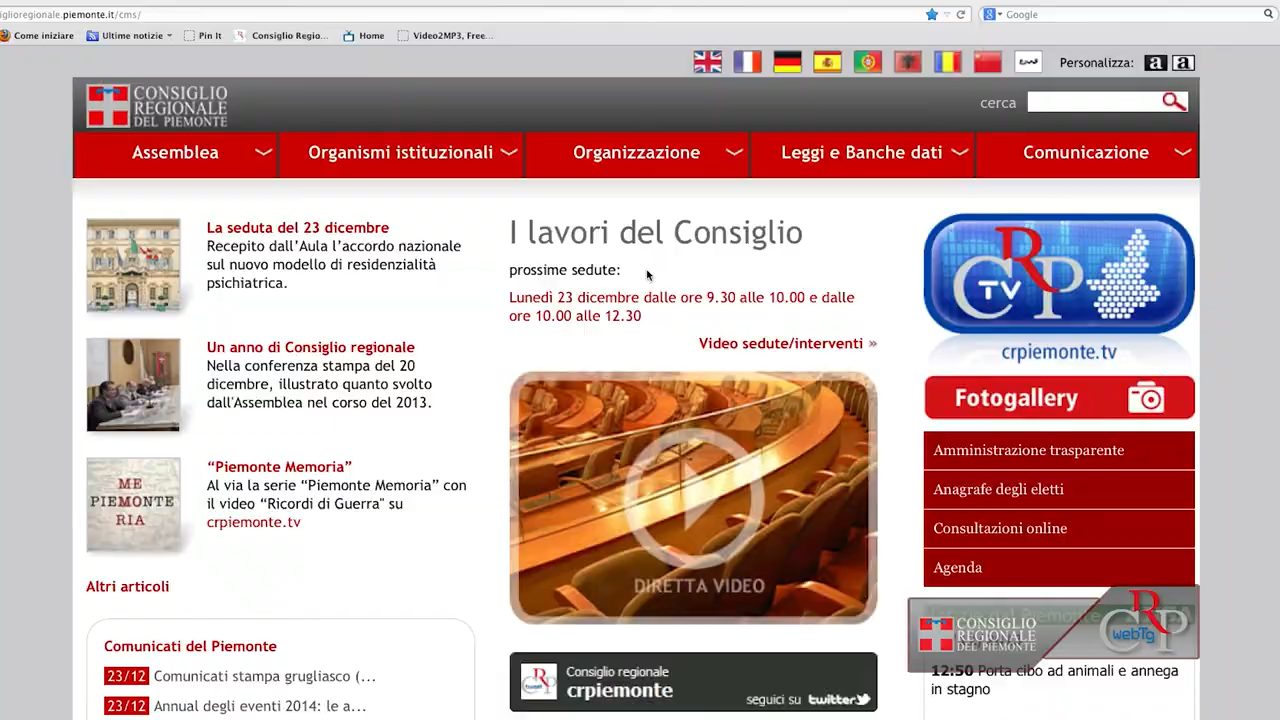 glioregionale.piemonte.it/cms/
Google
Come iniziare
Ultime notizie
Pin It
Consiglio Regio...
Home
Video2MP3, Free...
Personalizza: a a
CONSIGLIO
REGIONALE
DEL PIEMONTE
cerca
Assemblea
Organismi istituzionali
Organizzazione
Leggi e Banche dati
Comunicazione
La seduta del 23 dicembre
Recepito dall'Aula l'accordo nazionale
sul nuovo modello di residenzialità
psichiatrica.
Un anno di Consiglio regionale
Nella conferenza stampa del 20
dicembre, illustrato quanto svolto
dall'Assemblea nel corso del 2013.
ME
PIEMONTE
RIA
“Piemonte Memoria”
Al via la serie “Piemonte Memoria” con
il video “Ricordi di Guerra" su
crpiemonte.tv
Altri articoli
Comunicati del Piemonte
23/12 Comunicati stampa grugliasco (...
23/12 Annual degli eventi 2014: le a...
I lavori del Consiglio
prossime sedute:
Lunedì 23 dicembre dalle ore 9.30 alle 10.00 e dalle
ore 10.00 alle 12.30
Video sedute/interventi »
DIRETTA VIDEO
Consiglio regionale
crpiemonte
seguici su twitter
CRP
TV
crpiemonte.tv
Fotogallery
Amministrazione trasparente
Anagrafe degli eletti
Consultazioni online
Agenda
CONSIGLIO
REGIONALE
DEL PIEMONTE
CRP
webTg
12:50 Porta cibo ad animali e annega
in stagno